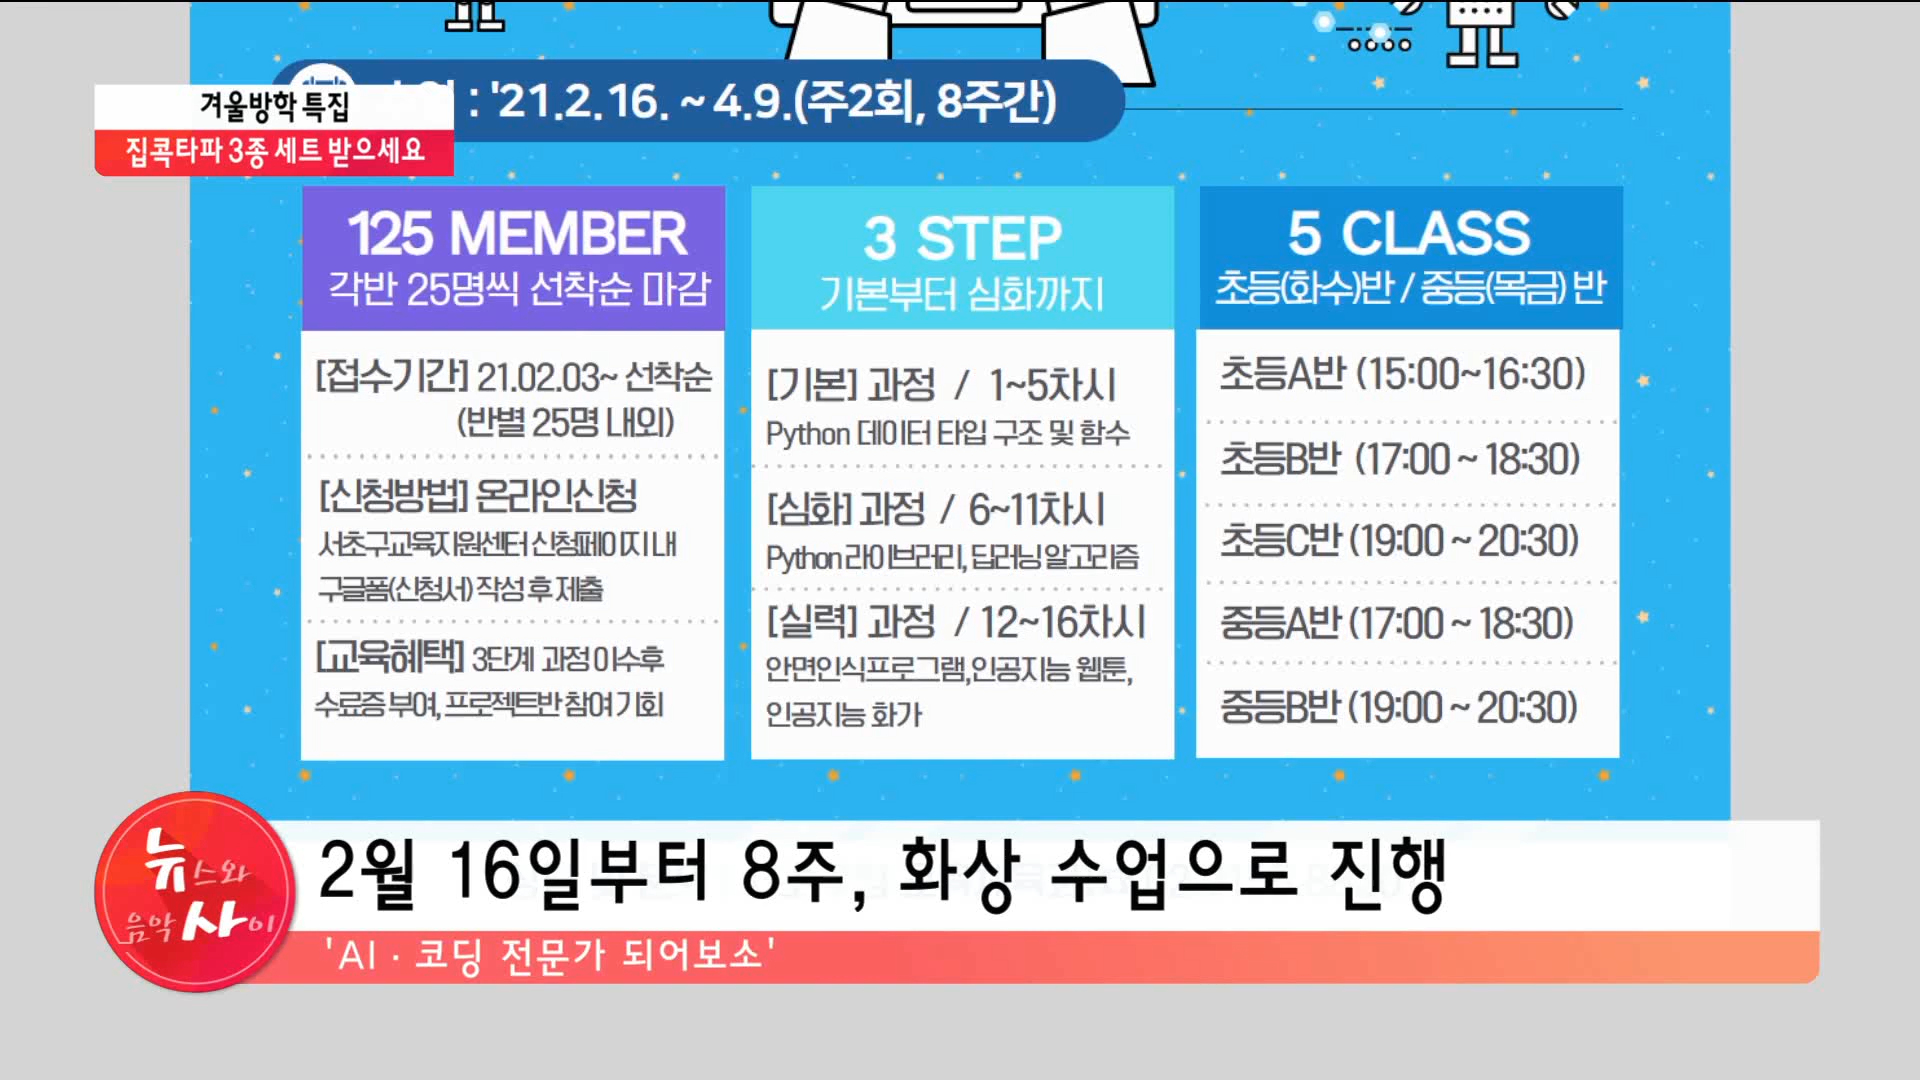 겨울방학 특집
집콕타파 3종 세트 받으세요
: '21.2.16. ~ 4.9.(주2회, 8주간)
125 MEMBER
각반 25명씩 선착순 마감
[접수기간] 21.02.03~ 선착순
(반별 25명 내외)
[신청방법] 온라인신청
서초구교육지원센터 신청페이지 내
구글폼(신청서) 작성 후 제출
[교육혜택] 3단계 과정 이수후
수료증 부여, 프로젝트반 참여 기회
3 STEP
기본부터 심화까지
[기본] 과정 / 1~5차시
Python 데이터 타입 구조 및 함수
[심화] 과정 / 6~11차시
Python 라이브러리, 딥러닝 알고리즘
[실력] 과정 / 12~16차시
안면인식프로그램,인공지능 웹툰,
인공지능 화가
5 CLASS
초등(화수)반 / 중등(목금) 반
초등A반 (15:00~16:30)
초등B반 (17:00 ~ 18:30)
초등C반 (19:00 ~ 20:30)
중등A반 (17:00 ~ 18:30)
중등B반 (19:00 ~ 20:30)
뉴스와
음악 사이
2월 16일부터 8주, 화상 수업으로 진행
'AI · 코딩 전문가 되어보소'